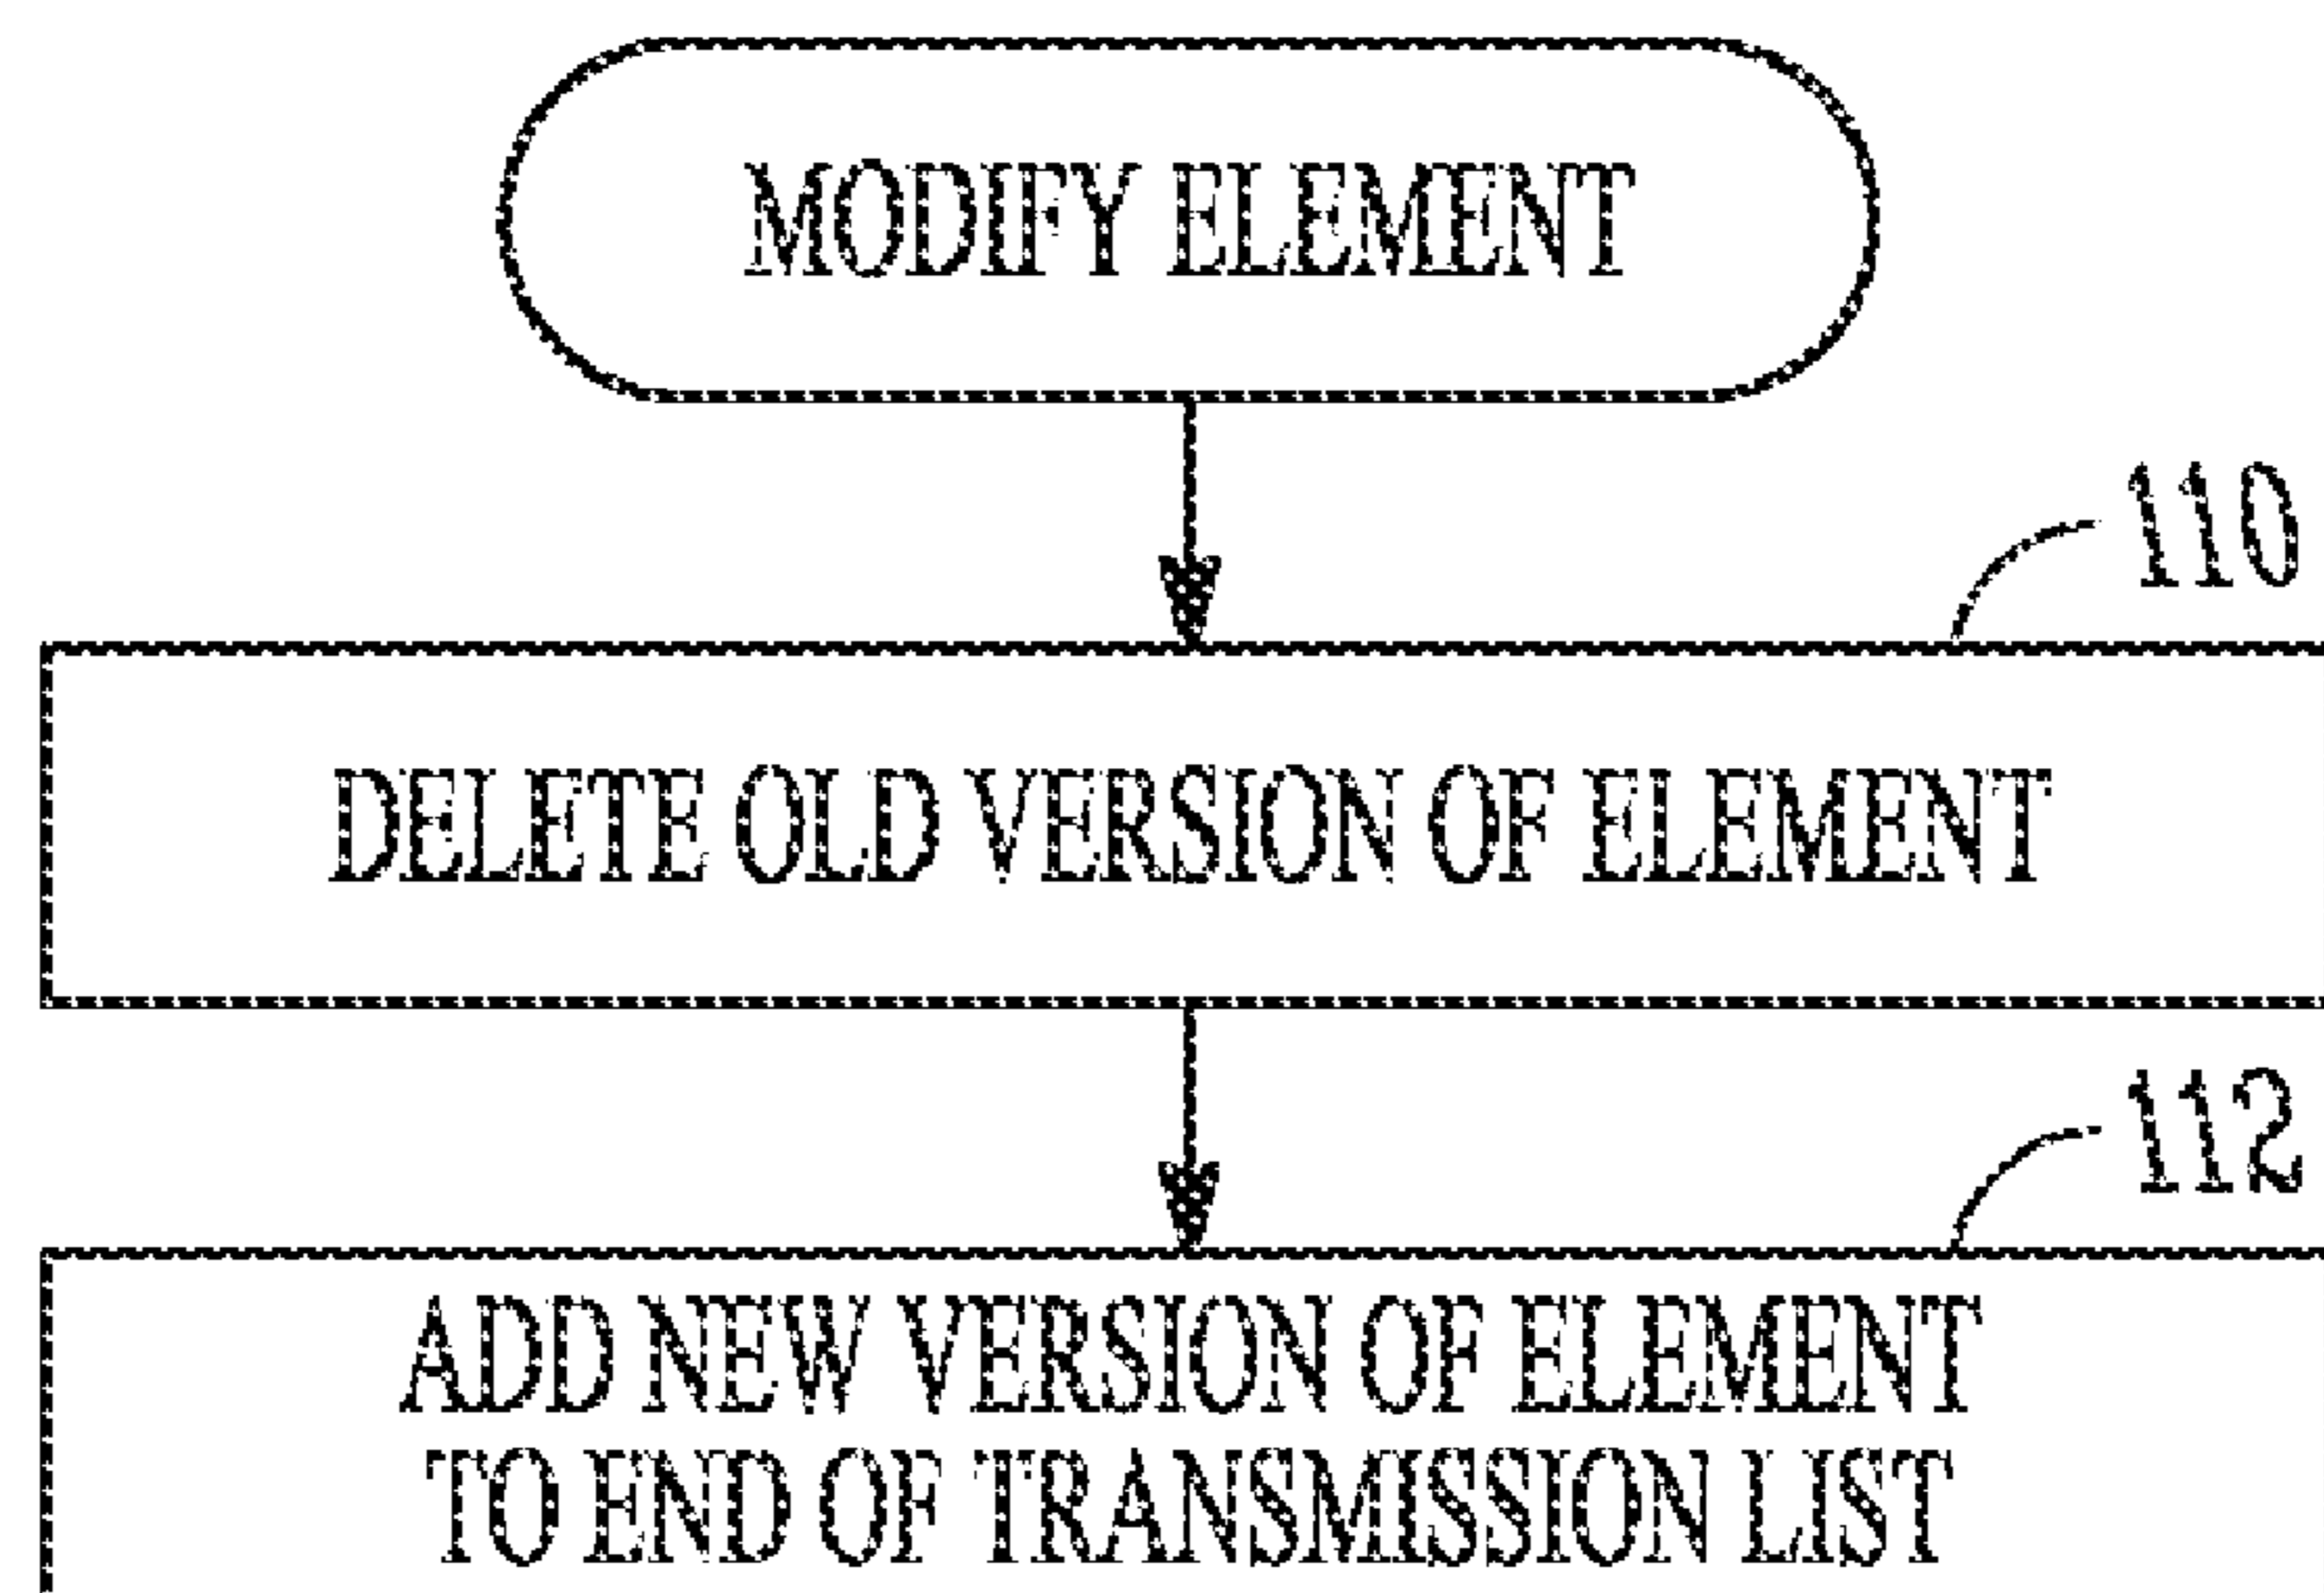 MODIFY ELEMENT
110
DELETE OLD VERSION OF ELEMENT
112
ADD NEW VERSION OF ELEMENT
TO END OF TRANSMISSION LIST